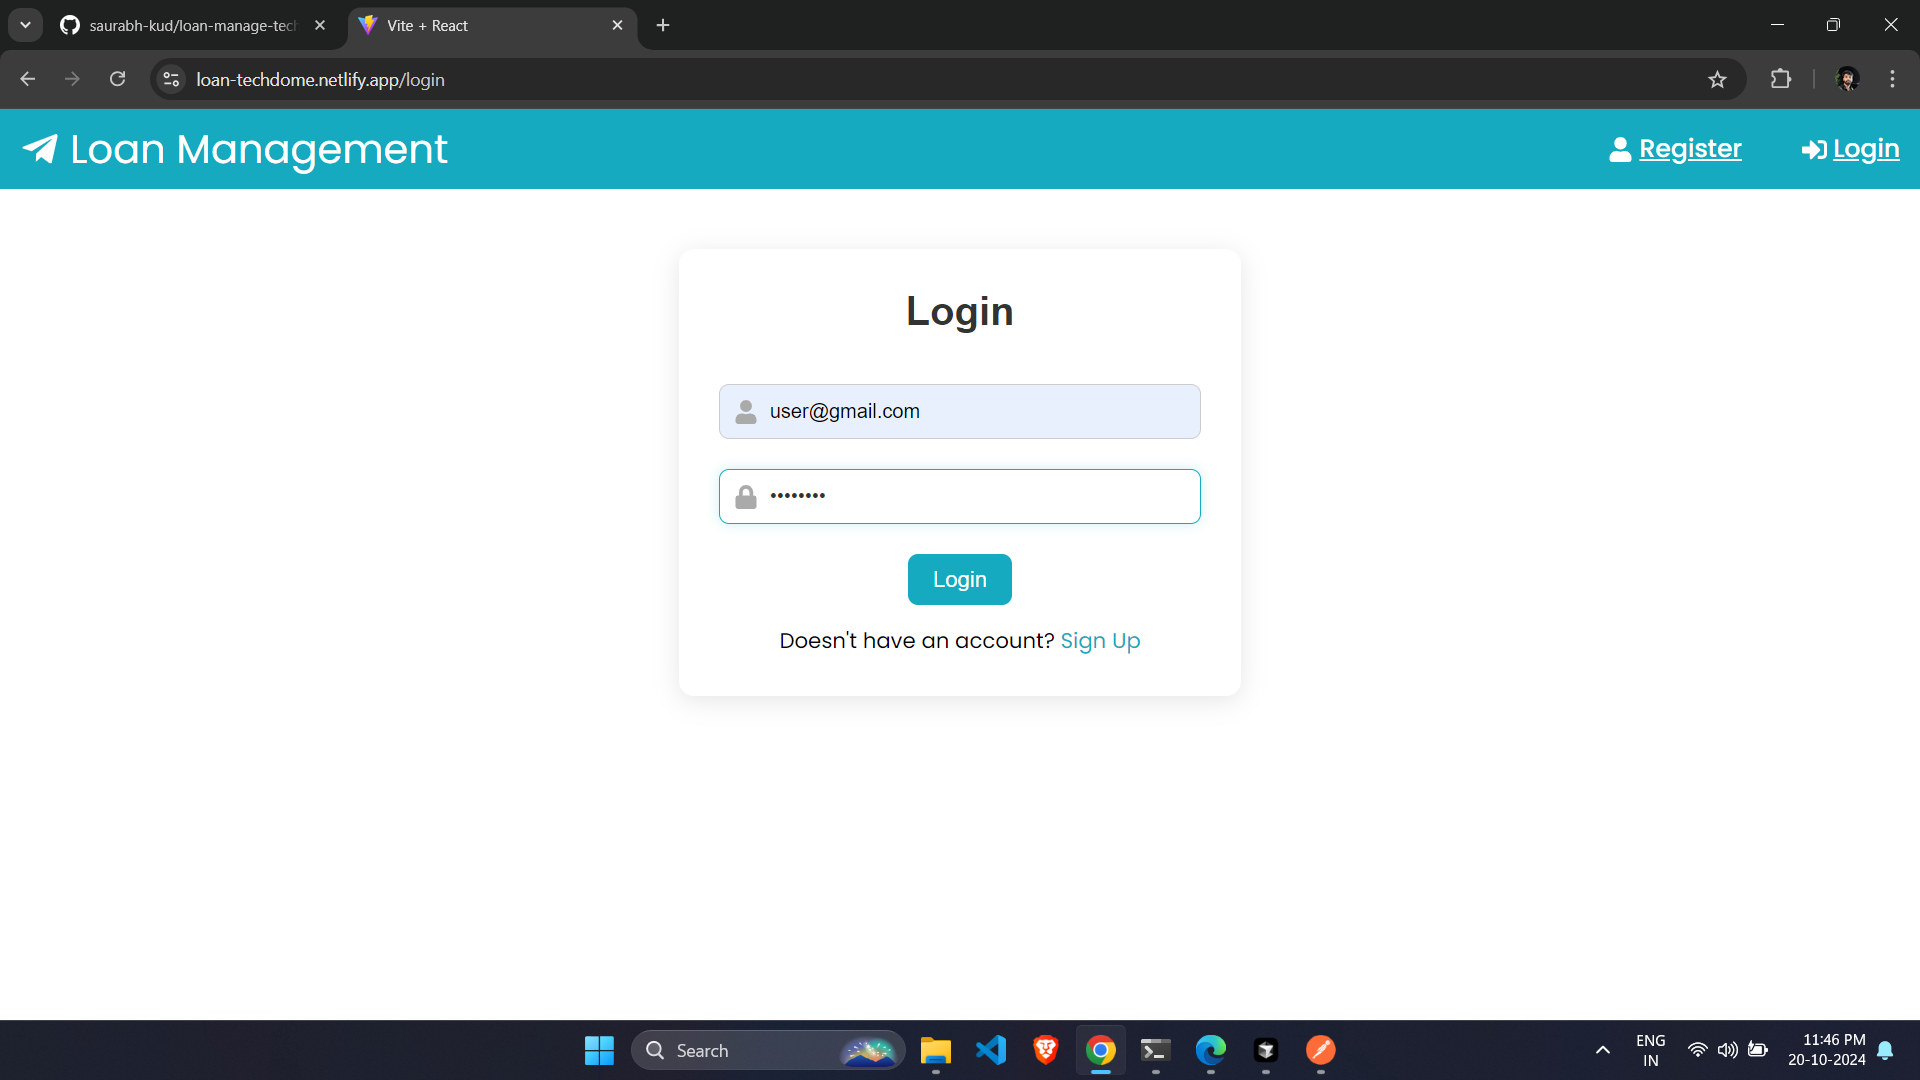 saurabh-kud/loan-manage-tech
Vite + React
loan-techdome.netlify.app/login
Loan Management
Register
Login
Login
user@gmail.com
••••••••
Login
Doesn't have an account? Sign Up
Search
ENG
IN
11:46 PM
20-10-2024